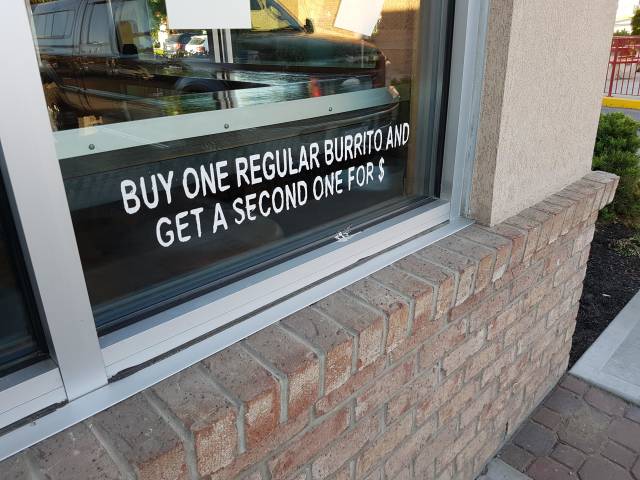 BUY ONE REGULAR BURRITO AND
GET A SECOND ONE FOR $